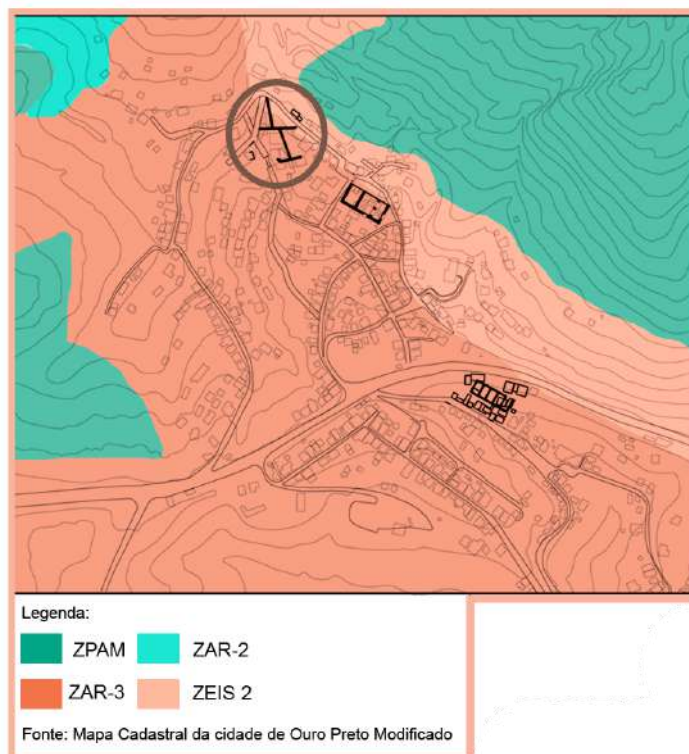 Legenda:
ZPAM ZAR-2
ZAR-3 ZEIS 2
Fonte: Mapa Cadastral da cidade de Ouro Preto Modificado